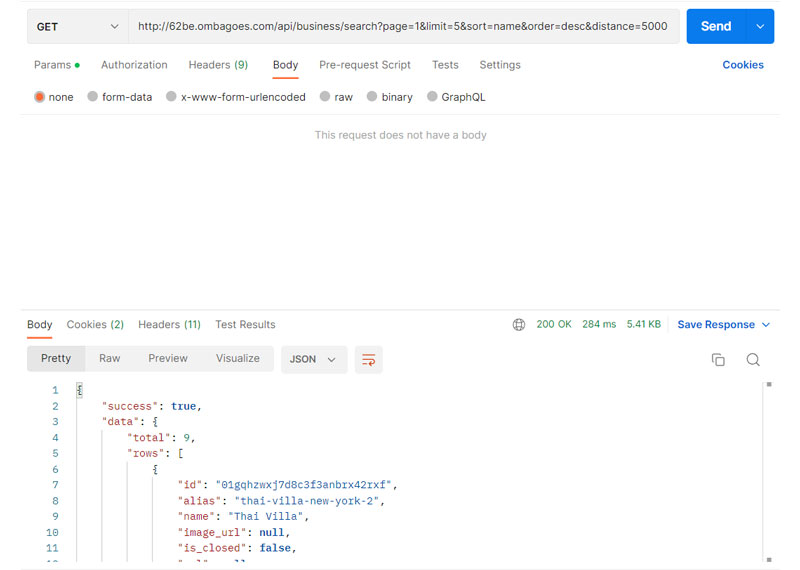 GET http://62be.ombagoes.com/api/business/search?page=1&limit=5&sort=name&order=desc&distance=5000 Send
Params Authorization Headers (9) Body Pre-request Script Tests Settings Cookies
none form-data x-www-form-urlencoded raw binary GraphQL
This request does not have a body
Body Cookies (2) Headers (11) Test Results 200 OK 284 ms 5.41 KB Save Response
Pretty Raw Preview Visualize JSON
1 {
2 "success": true,
3 "data": {
4 "total": 9,
5 "rows": [
6 {
7 "id": "01gqhzwxj7d8c3f3anbrx42rxf",
8 "alias": "thai-villa-new-york-2",
9 "name": "Thai Villa",
10 "image_url": null,
11 "is_closed": false,